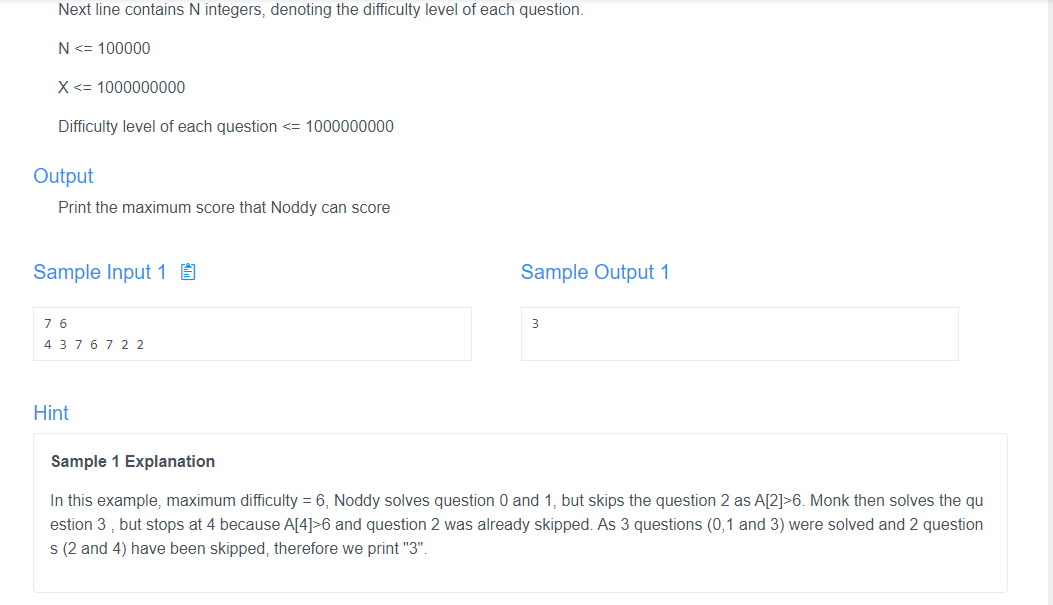 Next line contains N integers, denoting the difficulty level of each question.
N <= 100000
X <= 1000000000
Difficulty level of each question <= 1000000000
Output
Print the maximum score that Noddy can score
Sample Input 1
7 6
4 3 7 6 7 2 2
Sample Output 1
3
Hint
Sample 1 Explanation
In this example, maximum difficulty = 6, Noddy solves question 0 and 1, but skips the question 2 as A[2]>6. Monk then solves the qu
estion 3 , but stops at 4 because A[4]>6 and question 2 was already skipped. As 3 questions (0,1 and 3) were solved and 2 question
s (2 and 4) have been skipped, therefore we print "3".